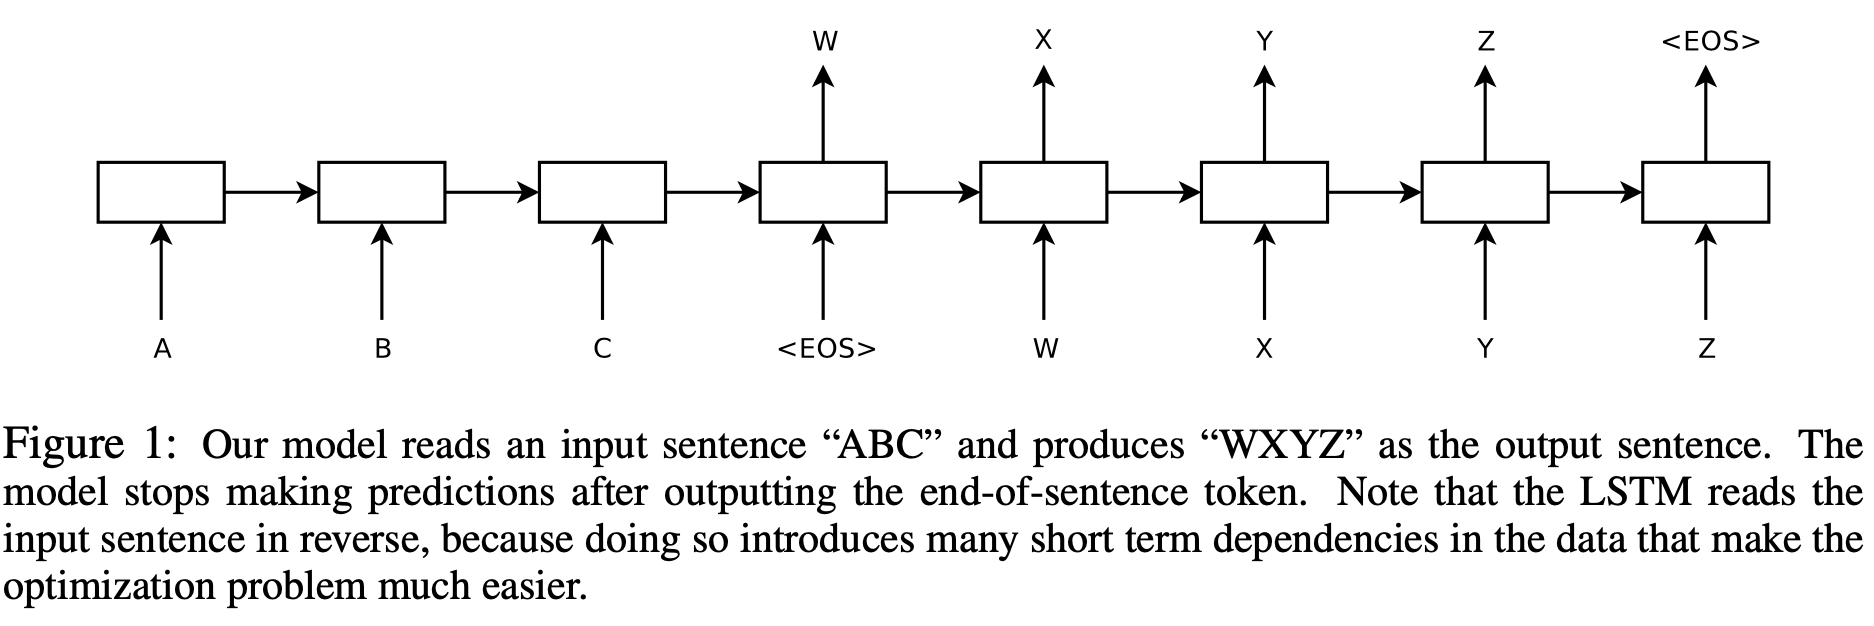 W X Y Z <EOS>
A B C <EOS> W X Y Z
Figure 1: Our model reads an input sentence “ABC” and produces “WXYZ” as the output sentence. The
model stops making predictions after outputting the end-of-sentence token. Note that the LSTM reads the
input sentence in reverse, because doing so introduces many short term dependencies in the data that make the
optimization problem much easier.